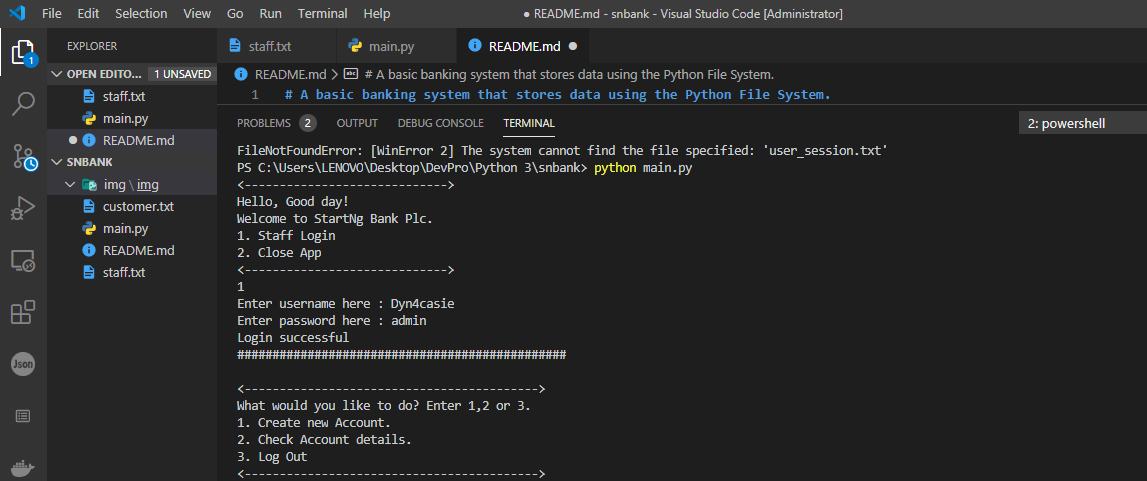 File Edit Selection View Go Run Terminal Help ● README.md - snbank - Visual Studio Code [Administrator]
EXPLORER
OPEN EDITO... 1 UNSAVED
staff.txt
main.py
README.md
SNBANK
img \ img
customer.txt
main.py
README.md
staff.txt
1
Json
staff.txt main.py README.md ●
README.md > # A basic banking system that stores data using the Python File System.
1 # A basic banking system that stores data using the Python File System.
PROBLEMS 2 OUTPUT DEBUG CONSOLE TERMINAL 2: powershell
FileNotFoundError: [WinError 2] The system cannot find the file specified: 'user_session.txt'
PS C:\Users\LENOVO\Desktop\DevPro\Python 3\snbank> python main.py
<----------------------------->
Hello, Good day!
Welcome to StartNg Bank Plc.
1. Staff Login
2. Close App
<----------------------------->
1
Enter username here : Dyn4casie
Enter password here : admin
Login successful
###############################################
<------------------------------------------>
What would you like to do? Enter 1,2 or 3.
1. Create new Account.
2. Check Account details.
3. Log Out
<------------------------------------------>